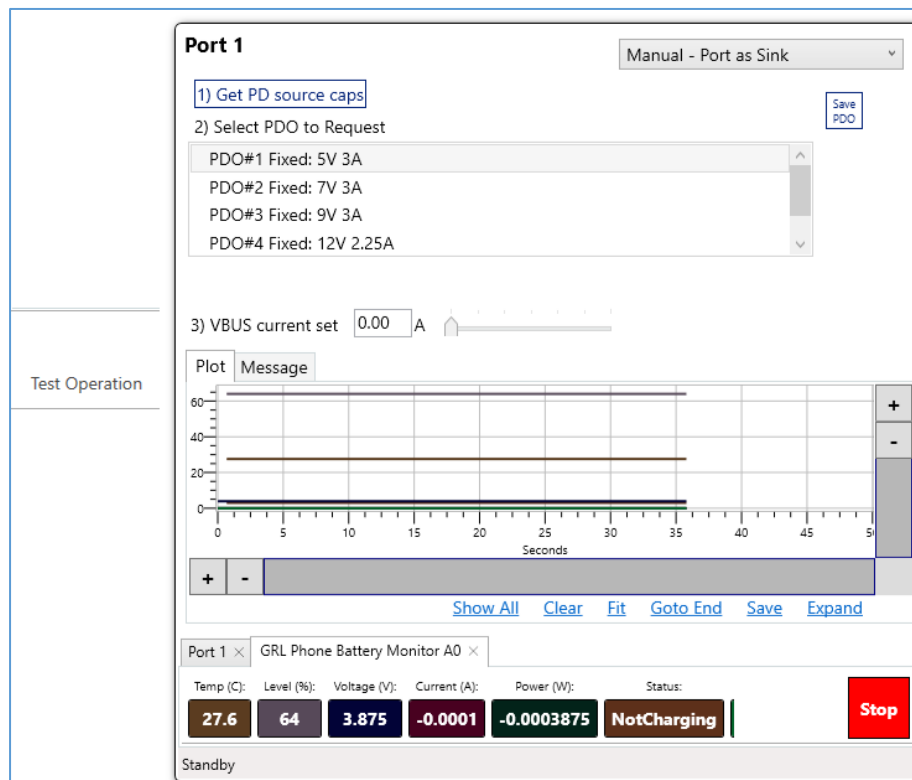 Port 1
Manual - Port as Sink
1) Get PD source caps
Save
PDO
2) Select PDO to Request
PDO#1 Fixed: 5V 3A
PDO#2 Fixed: 7V 3A
PDO#3 Fixed: 9V 3A
PDO#4 Fixed: 12V 2.25A
3) VBUS current set 0.00 A
Test Operation
Plot Message
60
40
20
0
0 5 10 15 20 25 30 35 40 45
Seconds
+
-
+ -
Show All Clear Fit Goto End Save Expand
Port 1 × GRL Phone Battery Monitor A0 ×
Temp (C): Level (%): Voltage (V): Current (A): Power (W): Status:
27.6 64 3.875 -0.0001 -0.0003875 NotCharging Stop
Standby